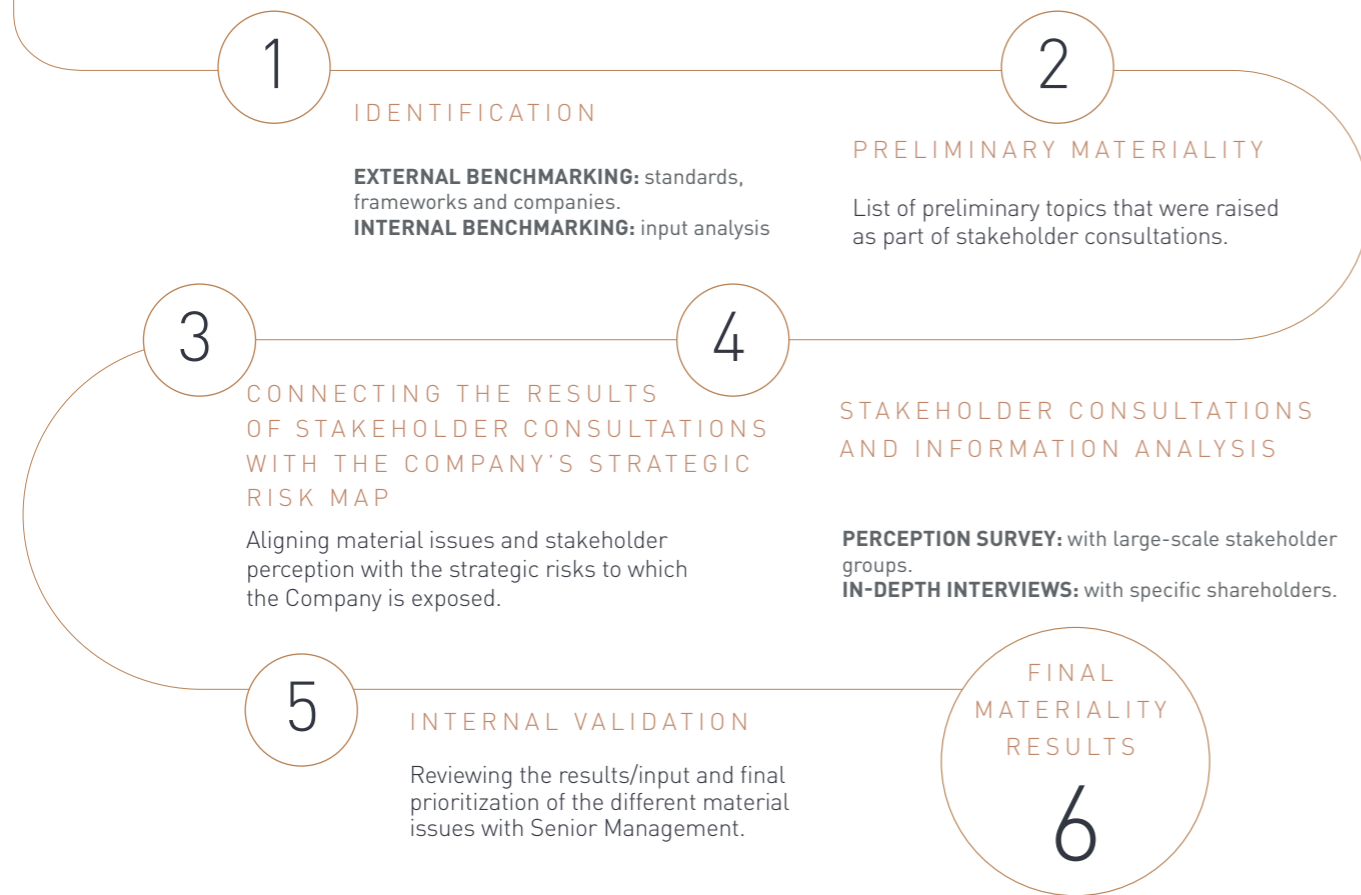 1
IDENTIFICATION
EXTERNAL BENCHMARKING: standards,
frameworks and companies.
INTERNAL BENCHMARKING: input analysis
2
PRELIMINARY MATERIALITY
List of preliminary topics that were raised
as part of stakeholder consultations.
3
CONNECTING THE RESULTS
OF STAKEHOLDER CONSULTATIONS
WITH THE COMPANY´S STRATEGIC
RISK MAP
Aligning material issues and stakeholder
perception with the strategic risks to which
the Company is exposed.
4
STAKEHOLDER CONSULTATIONS
AND INFORMATION ANALYSIS
PERCEPTION SURVEY: with large-scale stakeholder
groups.
IN-DEPTH INTERVIEWS: with specific shareholders.
5
INTERNAL VALIDATION
Reviewing the results/input and final
prioritization of the different material
issues with Senior Management.
FINAL
MATERIALITY
RESULTS
6